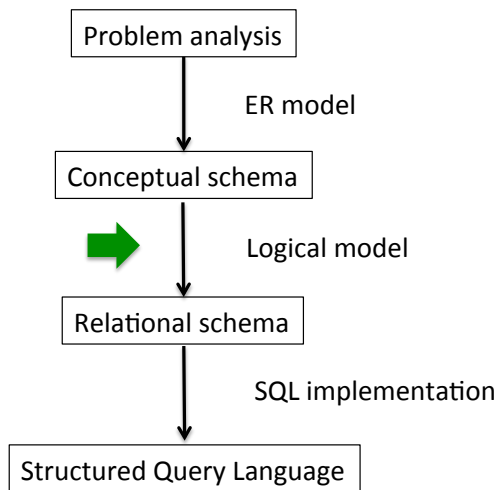 Problem analysis
ER model
Conceptual schema
Logical model
Relational schema
SQL implementation
Structured Query Language